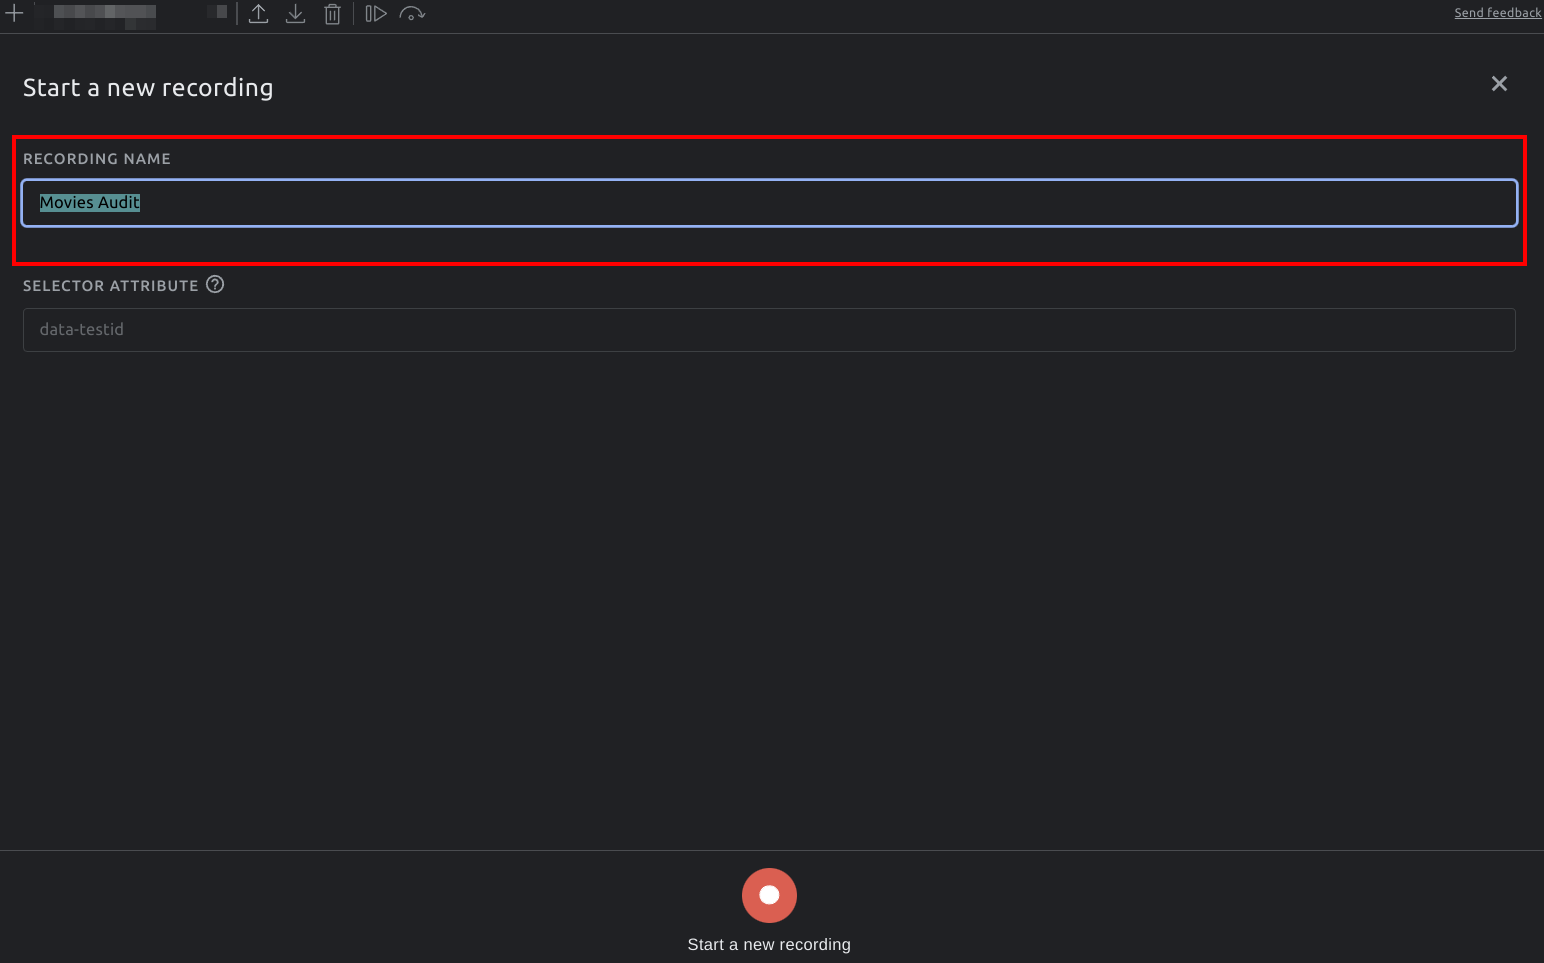 Send feedback
Start a new recording
RECORDING NAME
Movies Audit
SELECTOR ATTRIBUTE
data-testid
Start a new recording